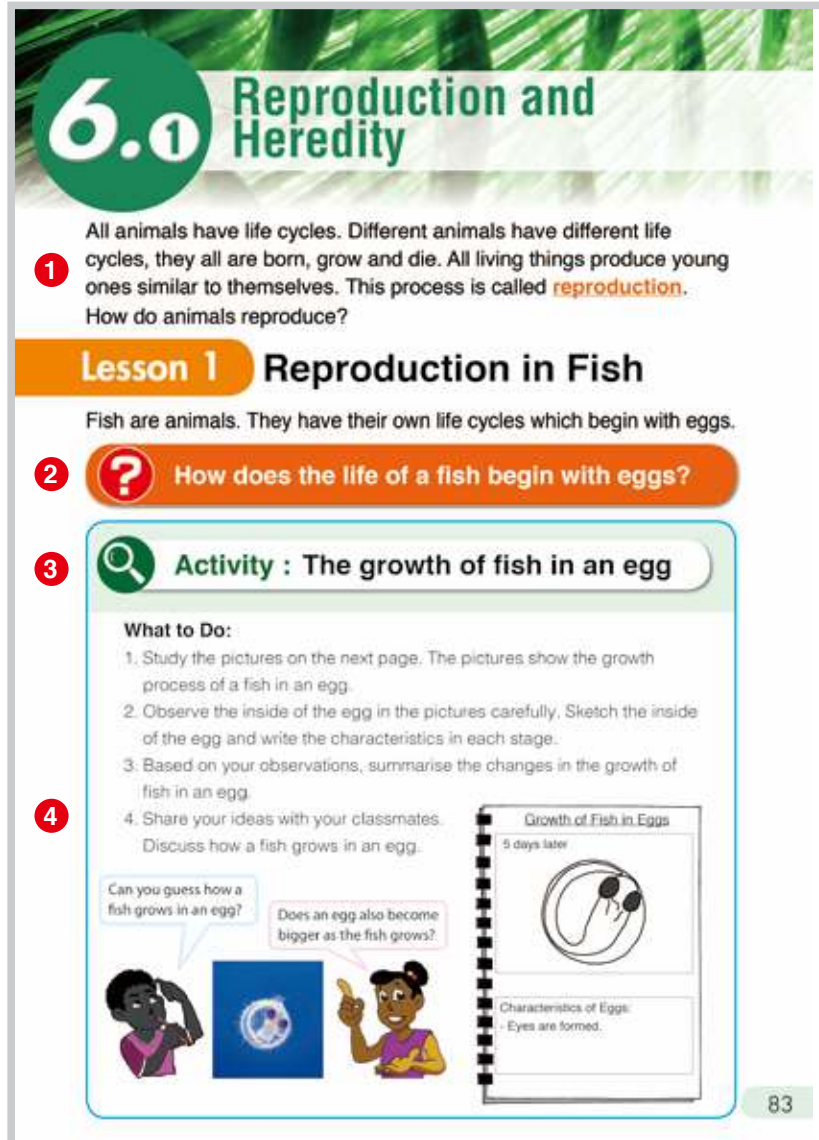 6.1
Reproduction and
Heredity
1
All animals have life cycles. Different animals have different life
cycles, they all are born, grow and die. All living things produce young
ones similar to themselves. This process is called reproduction.
How do animals reproduce?
Lesson 1 Reproduction in Fish
Fish are animals. They have their own life cycles which begin with eggs.
2
? How does the life of a fish begin with eggs?
3
Activity : The growth of fish in an egg
What to Do:
1. Study the pictures on the next page. The pictures show the growth
process of a fish in an egg.
2. Observe the inside of the egg in the pictures carefully. Sketch the inside
of the egg and write the characteristics in each stage.
3. Based on your observations, summarise the changes in the growth of
fish in an egg.
4
4. Share your ideas with your classmates.
Discuss how a fish grows in an egg.
Can you guess how a
fish grows in an egg?
Does an egg also become
bigger as the fish grows?
Growth of Fish in Eggs
5 days later
Characteristics of Eggs:
- Eyes are formed.
83